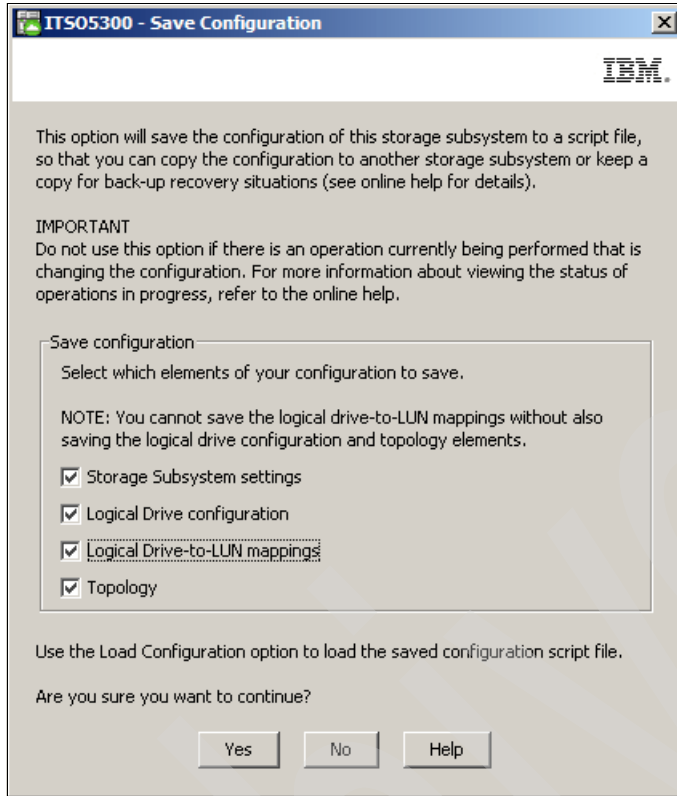 ITSO5300 - Save Configuration
IBM.
This option will save the configuration of this storage subsystem to a script file,
so that you can copy the configuration to another storage subsystem or keep a
copy for back-up recovery situations (see online help for details).
IMPORTANT
Do not use this option if there is an operation currently being performed that is
changing the configuration. For more information about viewing the status of
operations in progress, refer to the online help.
Save configuration
Select which elements of your configuration to save.
NOTE: You cannot save the logical drive-to-LUN mappings without also
saving the logical drive configuration and topology elements.
Storage Subsystem settings
Logical Drive configuration
Logical Drive-to-LUN mappings
Topology
Use the Load Configuration option to load the saved configuration script file.
Are you sure you want to continue?
Yes No Help